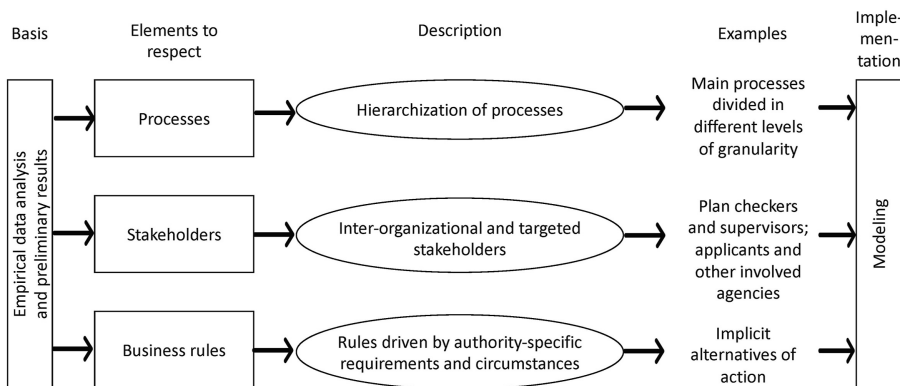 Basis
Elements to
respect
Description
Examples
Imple-
men-
tation
Empirical data analysis
and preliminary results
Processes
Hierarchization of processes
Main processes
divided in
different levels
of granularity
Stakeholders
Inter-organizational and targeted
stakeholders
Plan checkers
and supervisors;
applicants and
other involved
agencies
Business rules
Rules driven by authority-specific
requirements and circumstances
Implicit
alternatives of
action
Modeling